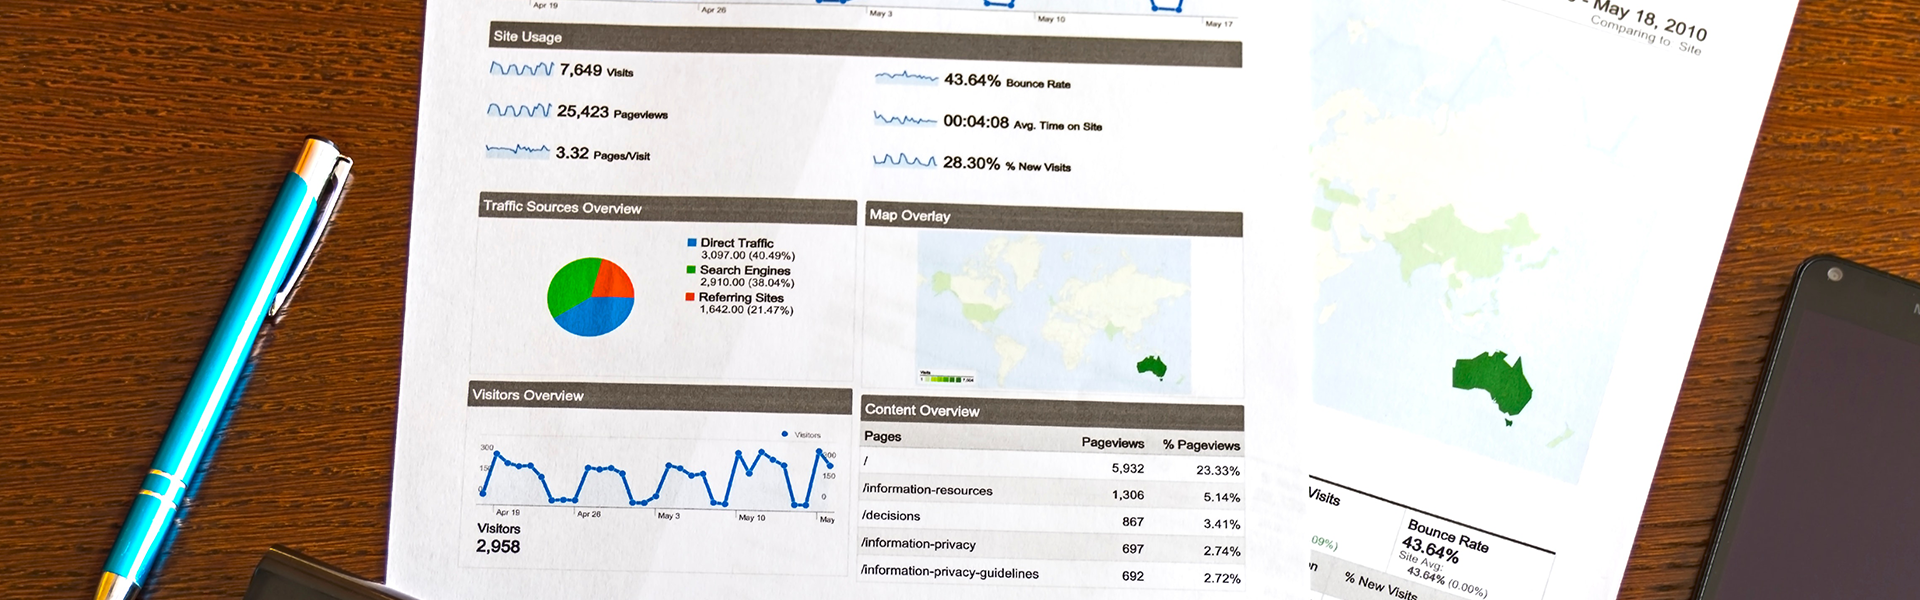 Apr 19
Apr 26
May 3
May 10
May 17
Site Usage
7,649 Visits
43.64% Bounce Rate
25,423 Pageviews
00:04:08 Avg. Time on Site
3.32 Pages/Visit
28.30% % New Visits
Traffic Sources Overview
Direct Traffic
3,097.00 (40.49%)
Search Engines
2,910.00 (38.04%)
Referring Sites
1,642.00 (21.47%)
Map Overlay
Visits
Visitors Overview
Visitors
300
150
0
150
0
Apr 19
Apr 26
May 3
May 10
May
Visitors
2,958
Content Overview
Pages Pageviews % Pageviews
/ 5,932 23.33%
/information-resources 1,306 5.14%
/decisions 867 3.41%
/information-privacy 697 2.74%
/information-privacy-guidelines 692 2.72%
- May 18, 2010
Comparing to Site
Visits
09%)
Bounce Rate
43.64%
Site Avg:
43.64% (0.00%)
% New Visits